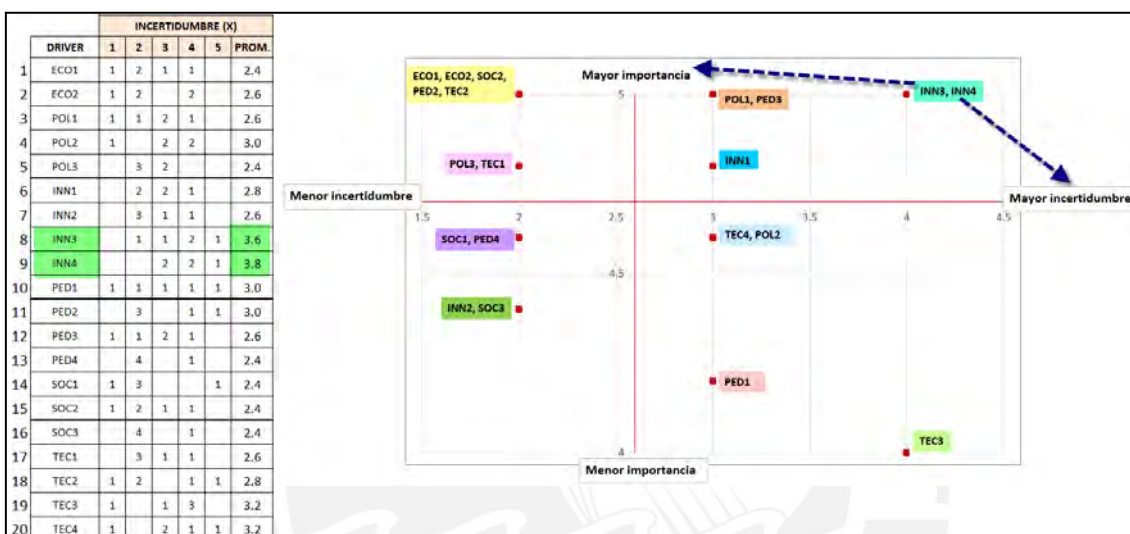 INCERTIDUMBRE (X)
DRIVER 1 2 3 4 5 PROM.
1 ECO1 1 2 1 1 2.4
2 ECO2 1 2 2 2.6
3 POL1 1 1 2 1 2.6
4 POL2 1 2 2 3.0
5 POL3 3 2 2.4
6 INN1 2 2 1 2.8
7 INN2 3 1 1 2.6
8 INN3 1 1 2 1 3.6
9 INN4 2 2 1 3.8
10 PED1 1 1 1 1 1 3.0
11 PED2 3 1 1 3.0
12 PED3 1 1 2 1 2.6
13 PED4 4 1 2.4
14 SOC1 1 3 1 2.4
15 SOC2 1 2 1 1 2.4
16 SOC3 4 1 2.4
17 TEC1 3 1 1 2.6
18 TEC2 1 2 1 1 2.8
19 TEC3 1 1 3 3.2
20 TEC4 1 2 1 1 3.2
Mayor importancia
ECO1, ECO2, SOC2,
PED2, TEC2
5
POL1, PED3
INN3, INN4
POL3, TEC1
INN1
Menor incertidumbre
Mayor incertidumbre
1.5 2 2.5 3 3.5 4 4.5
SOC1, PED4
TEC4, POL2
4.5
INN2, SOC3
PED1
TEC3
4
Menor importancia